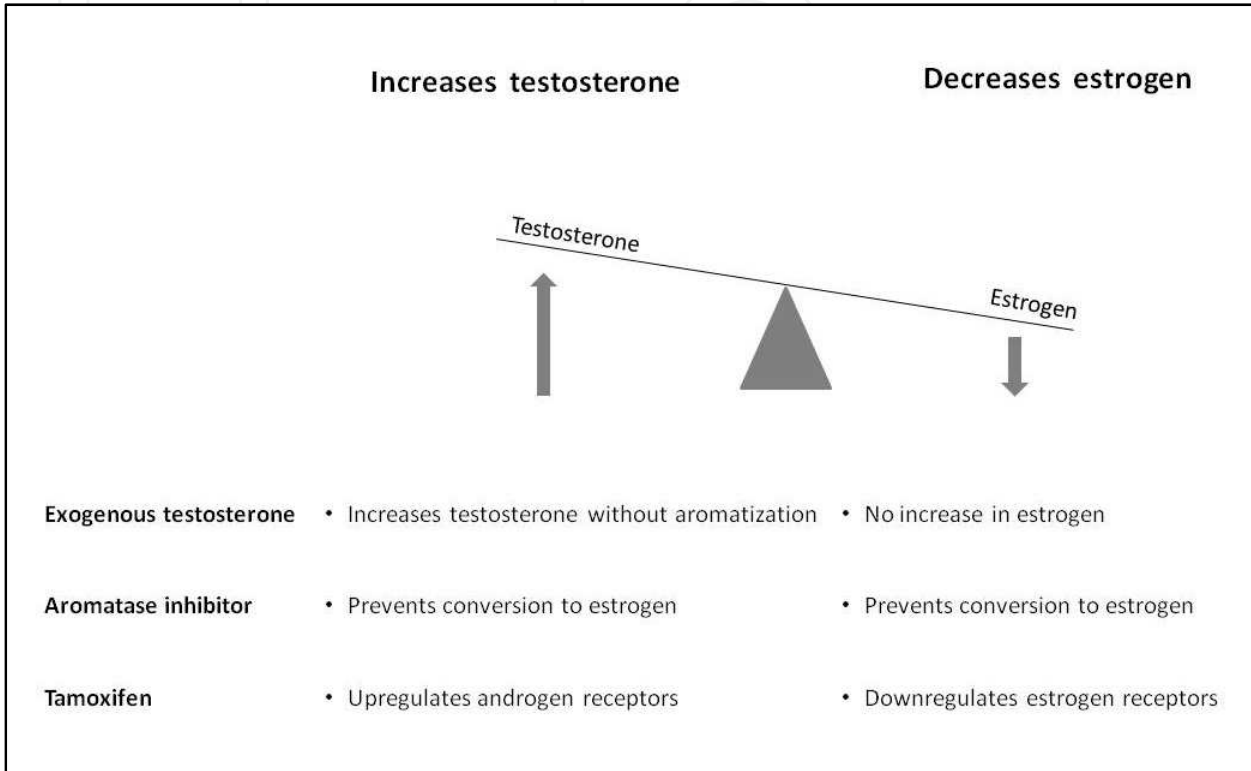 Increases testosterone
Decreases estrogen
Testosterone
Estrogen
Exogenous testosterone • Increases testosterone without aromatization • No increase in estrogen
Aromatase inhibitor • Prevents conversion to estrogen • Prevents conversion to estrogen
Tamoxifen • Upregulates androgen receptors • Downregulates estrogen receptors